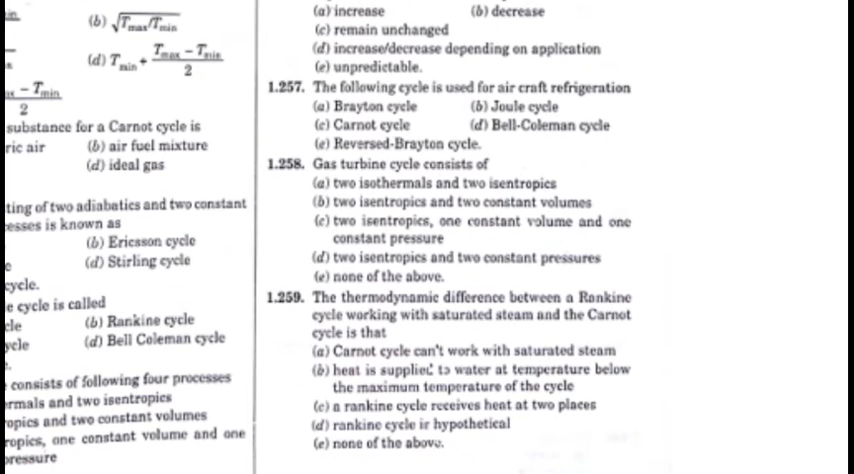 (b) √Tmax/Tmin
(d) Tmin + Tmax − Tmin
2
− Tmin
2
substance for a Carnot cycle is
ric air (b) air fuel mixture
(d) ideal gas
ting of two adiabatics and two constant
esses is known as
(b) Ericsson cycle
(d) Stirling cycle
cycle.
e cycle is called
cle (b) Rankine cycle
ycle (d) Bell Coleman cycle
consists of following four processes
ermals and two isentropics
ropics and two constant volumes
ropics, one constant volume and one
pressure
(a) increase (b) decrease
(c) remain unchanged
(d) increase/decrease depending on application
(e) unpredictable.
1.257. The following cycle is used for air craft refrigeration
(a) Brayton cycle (b) Joule cycle
(c) Carnot cycle (d) Bell-Coleman cycle
(e) Reversed-Brayton cycle.
1.258. Gas turbine cycle consists of
(a) two isothermals and two isentropics
(b) two isentropics and two constant volumes
(c) two isentropics, one constant volume and one
constant pressure
(d) two isentropics and two constant pressures
(e) none of the above.
1.259. The thermodynamic difference between a Rankine
cycle working with saturated steam and the Carnot
cycle is that
(a) Carnot cycle can't work with saturated steam
(b) heat is supplied to water at temperature below
the maximum temperature of the cycle
(c) a rankine cycle receives heat at two places
(d) rankine cycle is hypothetical
(e) none of the above.